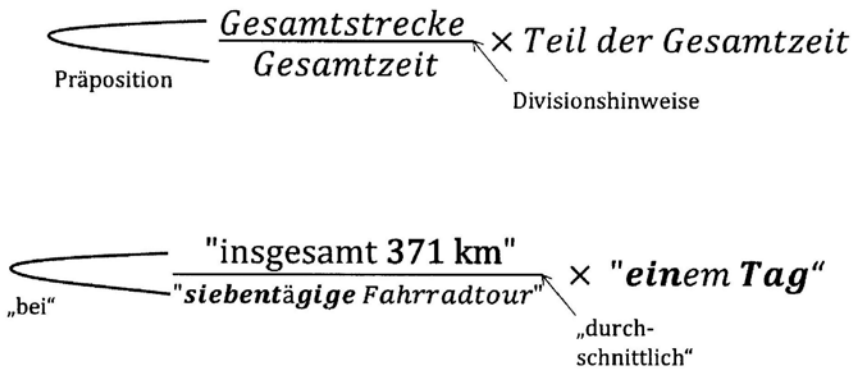 Gesamtstrecke
Gesamtzeit
× Teil der Gesamtzeit
Präposition
Divisionshinweise
"insgesamt 371 km"
"siebentägige Fahrradtour"
× "einem Tag“
„bei“
„durch-
schnittlich“